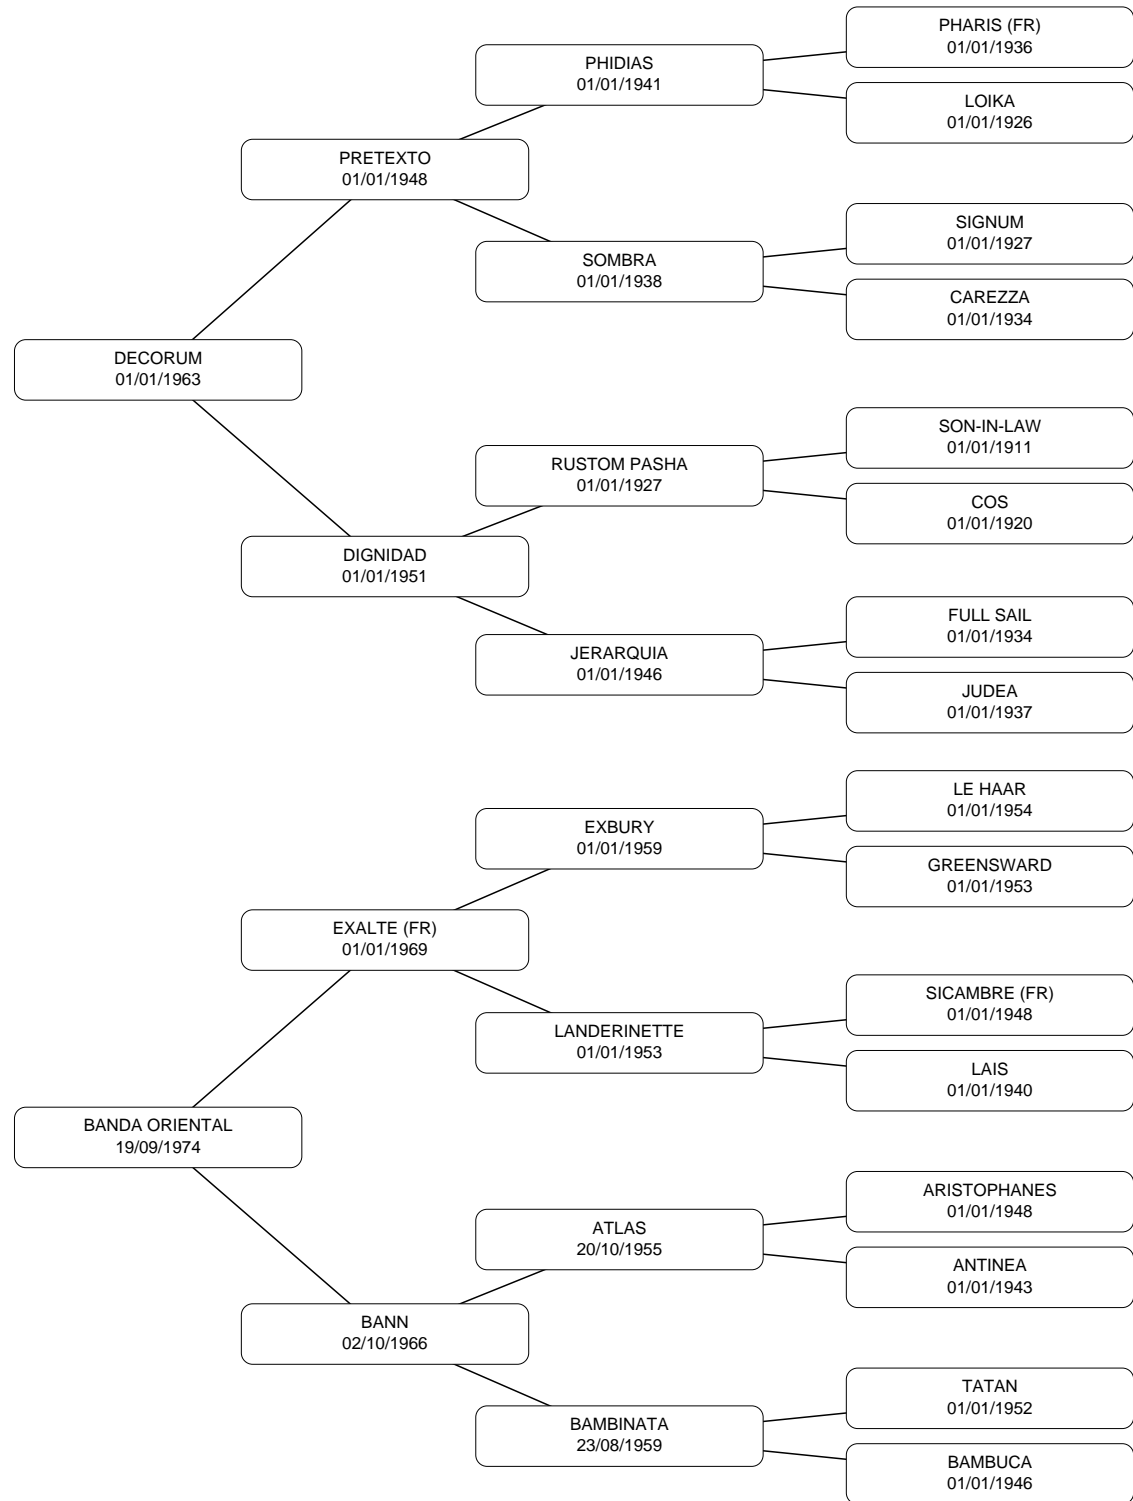 PHARIS (FR)
01/01/1936
PHIDIAS
01/01/1941
LOIKA
01/01/1926
PRETEXTO
01/01/1948
SIGNUM
01/01/1927
SOMBRA
01/01/1938
CAREZZA
01/01/1934
DECORUM
01/01/1963
SON-IN-LAW
01/01/1911
RUSTOM PASHA
01/01/1927
COS
01/01/1920
DIGNIDAD
01/01/1951
FULL SAIL
01/01/1934
JERARQUIA
01/01/1946
JUDEA
01/01/1937
LE HAAR
01/01/1954
EXBURY
01/01/1959
GREENSWARD
01/01/1953
EXALTE (FR)
01/01/1969
SICAMBRE (FR)
01/01/1948
LANDERINETTE
01/01/1953
LAIS
01/01/1940
BANDA ORIENTAL
19/09/1974
ARISTOPHANES
01/01/1948
ATLAS
20/10/1955
ANTINEA
01/01/1943
BANN
02/10/1966
TATAN
01/01/1952
BAMBINATA
23/08/1959
BAMBUCA
01/01/1946